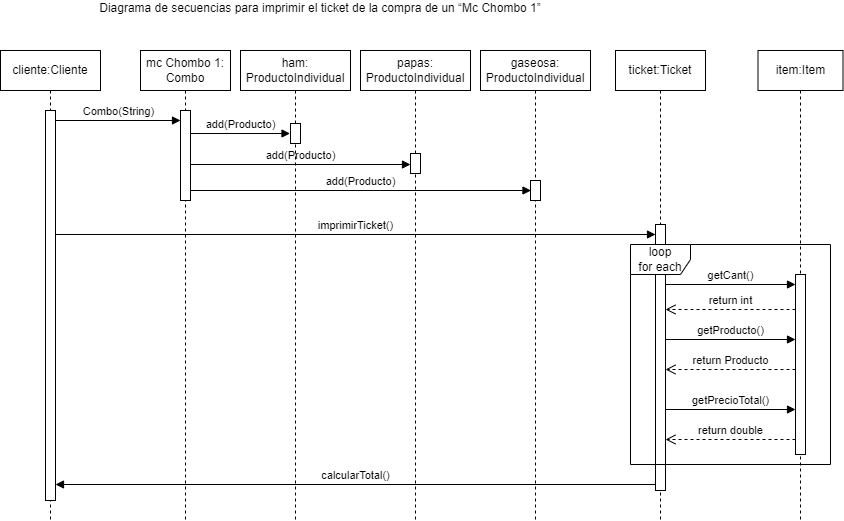 Diagrama de secuencias para imprimir el ticket de la compra de un “Mc Chombo 1”
cliente:Cliente
mc Chombo 1:
Combo
ham:
ProductoIndividual
papas:
ProductoIndividual
gaseosa:
ProductoIndividual
ticket:Ticket
item:Item
Combo(String)
add(Producto)
add(Producto)
add(Producto)
imprimirTicket()
loop
for each
getCant()
return int
getProducto()
return Producto
getPrecioTotal()
return double
calcularTotal()